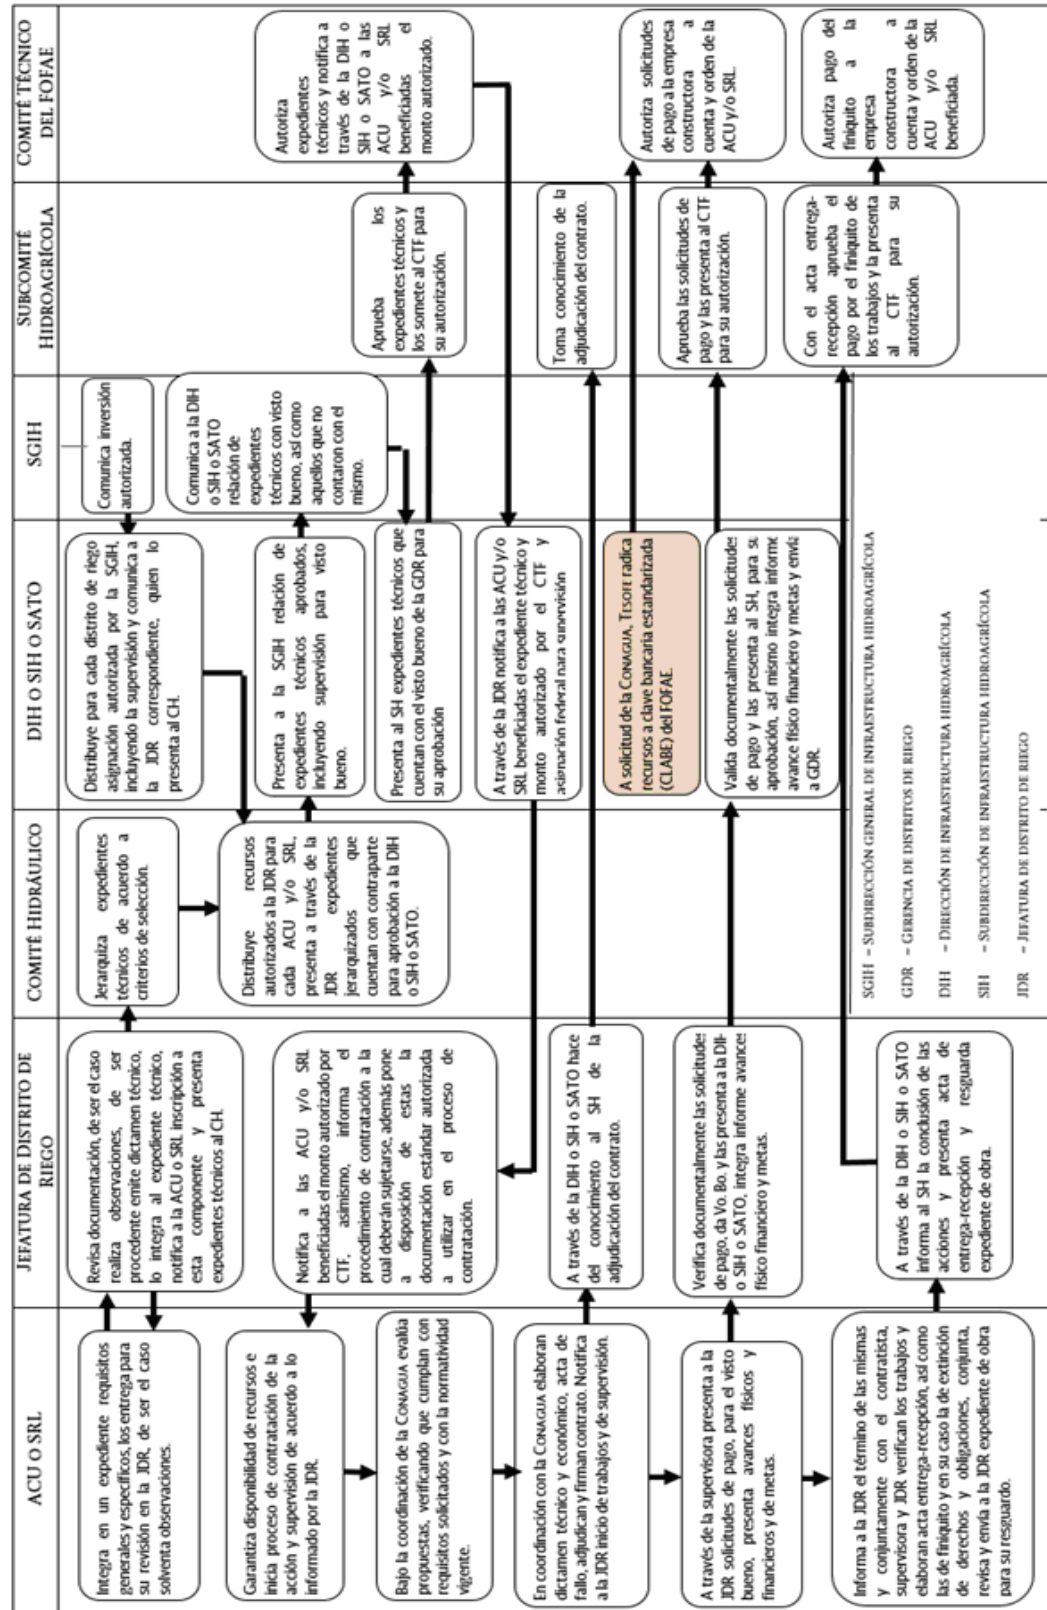 ACU O SRL
JEFATURA DE DISTRITO DE
RIEGO
COMITÉ HIDRÁULICO
DIH O SIH O SATO
SGIH
SUBCOMITÉ
HIDROAGRÍCOLA
COMITÉ TÉCNICO
DEL FOFAE
Integra en un expediente requisitos
generales y específicos, los entrega para
su revisión en la JDR, de ser el caso
solventa observaciones.
Revisa documentación, de ser el caso
realiza observaciones, de ser
procedente emite dictamen técnico,
lo integra al expediente técnico,
notifica a la ACU o SRL inscripción a
esta componente y presenta
expedientes técnicos al CH.
Jerarquiza expedientes
técnicos de acuerdo a
criterios de selección.
Distribuye para cada distrito de riego
asignación autorizada por la SGIH,
incluyendo la supervisión y comunica a
la JDR correspondiente, quien lo
presenta al CH.
Comunica inversión
autorizada.
Distribuye recursos
autorizados a la JDR para
cada ACU y/o SRL,
presenta a través de la
JDR expedientes
jerarquizados que
cuentan con contraparte
para aprobación a la DIH
o SIH o SATO.
Presenta a la SGIH relación de
expedientes técnicos aprobados,
incluyendo supervisión para visto
bueno.
Comunica a la DIH
o SIH o SATO
relación de
expedientes
técnicos con visto
bueno, así como
aquellos que no
contaron con el
mismo.
Presenta al SH expedientes técnicos que
cuentan con el visto bueno de la GDR para
su aprobación
Aprueba los
expedientes técnicos y
los somete al CTF para
su autorización.
Autoriza
expedientes
técnicos y notifica a
través de la DIH o
SIH o SATO a las
ACU y/o SRL
beneficiadas el
monto autorizado.
A través de la JDR notifica a las ACU y/o
SRL beneficiadas el expediente técnico y
monto autorizado por el CTF y
asignación federal para supervisión
Notifica a las ACU y/o SRL
beneficiadas el monto autorizado por
CTF, asimismo, informa el
procedimiento de contratación a la
cual deberán sujetarse, además pone
a disposición de estas la
documentación estándar autorizada
a utilizar en el proceso de
contratación.
Garantiza disponibilidad de recursos e
inicia proceso de contratación de la
acción y supervisión de acuerdo a lo
informado por la JDR.
Bajo la coordinación de la CONAGUA evalúa
propuestas, verificando que cumplan con
requisitos solicitados y con la normatividad
vigente.
En coordinación con la CONAGUA elaboran
dictamen técnico y económico, acta de
fallo, adjudican y firman contrato. Notifica
a la JDR inicio de trabajos y de supervisión.
A través de la DIH o SIH o SATO hace
del conocimiento al SH de la
adjudicación del contrato.
Toma conocimiento de la
adjudicación del contrato.
A solicitud de la CONAGUA, TESOFE radica
recursos a clave bancaria estandarizada
(CLABE) del FOFAE.
Autoriza solicitudes
de pago a la empresa
constructora a
cuenta y orden de la
ACU y/o SRL.
A través de la supervisora presenta a la
JDR solicitudes de pago, para el visto
bueno, presenta avances físicos y
financieros y de metas.
Verifica documentalmente las solicitudes
de pago, da Vo. Bo. y las presenta a la DIH
o SIH o SATO, integra informe avances
físico financiero y metas.
Valida documentalmente las solicitudes
de pago y las presenta al SH, para su
aprobación, así mismo integra informe
avance físico financiero y metas y envía
a GDR.
Aprueba las solicitudes de
pago y las presenta al CTF
para su autorización.
Informa a la JDR el término de las mismas
y conjuntamente con el contratista,
supervisora y JDR verifican los trabajos y
elaboran acta entrega-recepción, así como
las de finiquito y en su caso la de extinción
de derechos y obligaciones, conjunta,
revisa y envía a la JDR expediente de obra
para su resguardo.
A través de la DIH o SIH o SATO
informa al SH la conclusión de las
acciones y presenta acta de
entrega-recepción y resguarda
expediente de obra.
Con el acta entrega-
recepción aprueba el
pago por el finiquito de
los trabajos y la presenta
al CTF para su
autorización.
Autoriza pago del
finiquito a la
empresa
constructora a
cuenta y orden de la
ACU y/o SRL
beneficiada.
SGIH – SUBDIRECCIÓN GENERAL DE INFRAESTRUCTURA HIDROAGRÍCOLA
GDR – GERENCIA DE DISTRITOS DE RIEGO
DIH – DIRECCIÓN DE INFRAESTRUCTURA HIDROAGRÍCOLA
SIH – SUBDIRECCIÓN DE INFRAESTRUCTURA HIDROAGRÍCOLA
JDR – JEFATURA DE DISTRITO DE RIEGO